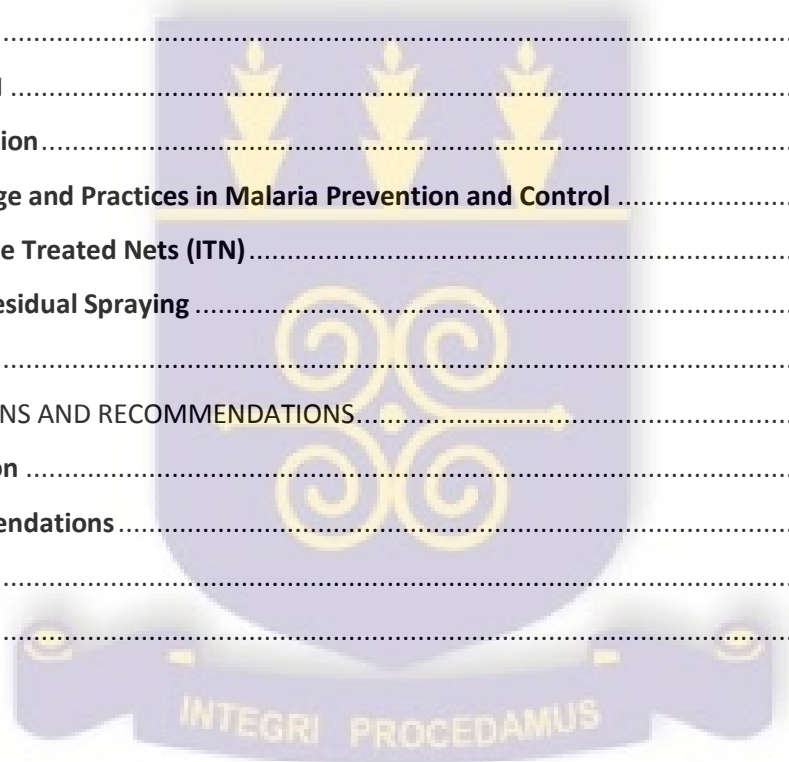 ion
ge and Practices in Malaria Prevention and Control
e Treated Nets (ITN)
esidual Spraying
NS AND RECOMMENDATIONS
on
endations
INTEGRI PROCEDAMUS